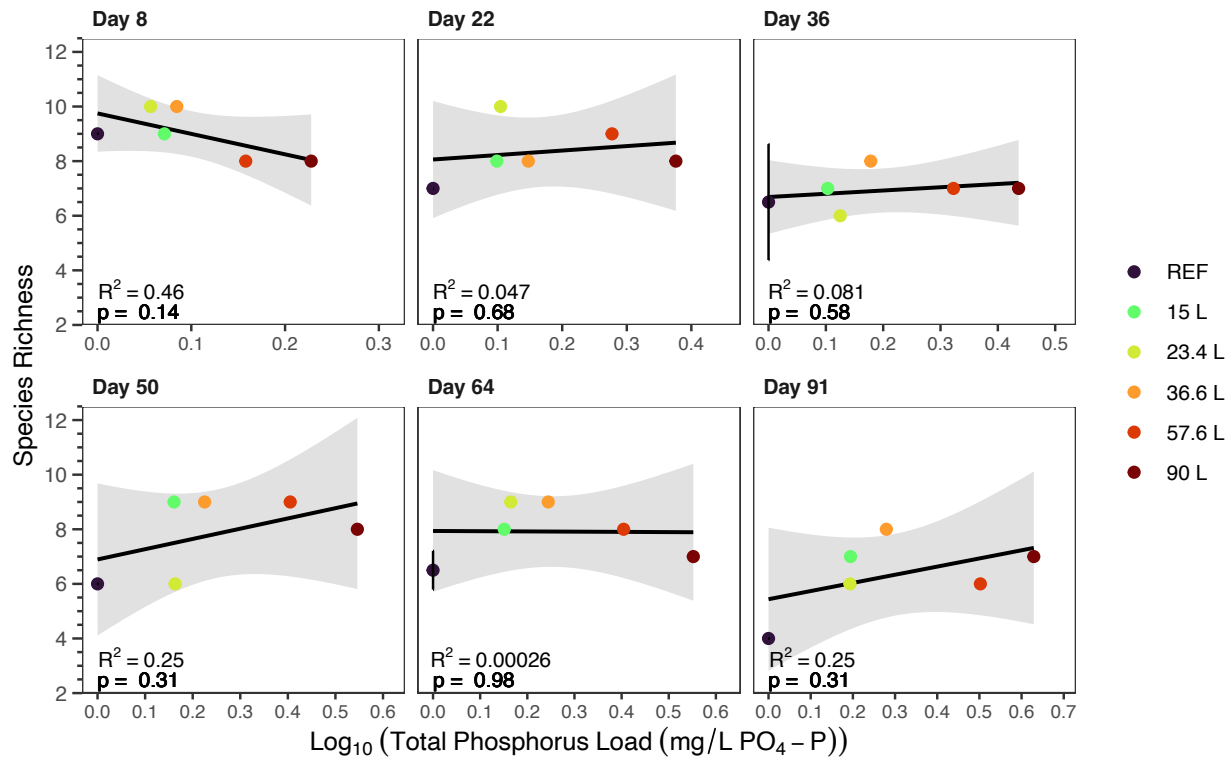 Day 8
Day 22
Day 36
12
10
8
6
4
2
R² = 0.46
p = 0.14
R² = 0.047
p = 0.68
R² = 0.081
p = 0.58
0.0 0.1 0.2 0.3
0.0 0.1 0.2 0.3 0.4
0.0 0.1 0.2 0.3 0.4 0.5
Species Richness
Day 50
Day 64
Day 91
12
10
8
6
4
2
R² = 0.25
p = 0.31
R² = 0.00026
p = 0.98
R² = 0.25
p = 0.31
0.0 0.1 0.2 0.3 0.4 0.5 0.6
0.0 0.1 0.2 0.3 0.4 0.5 0.6
0.0 0.1 0.2 0.3 0.4 0.5 0.6 0.7
Log₁₀ (Total Phosphorus Load (mg/L PO₄ – P))
REF
15 L
23.4 L
36.6 L
57.6 L
90 L